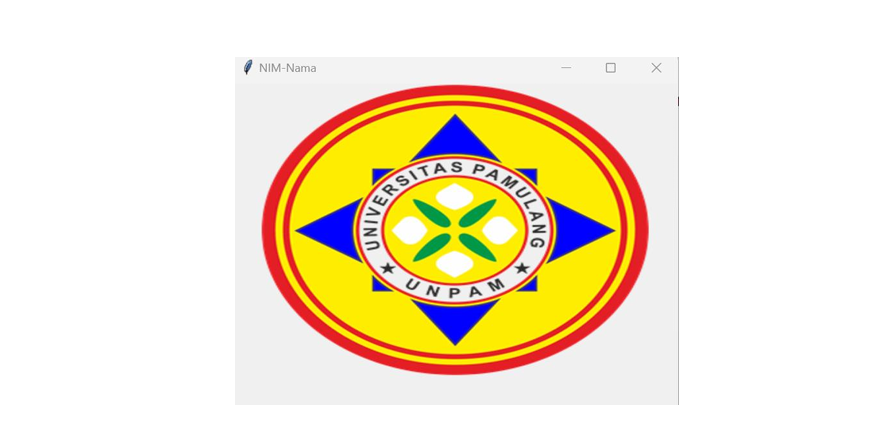 NIM-Nama
UNIVERSITAS PAMULANG
★ UNPAM ★